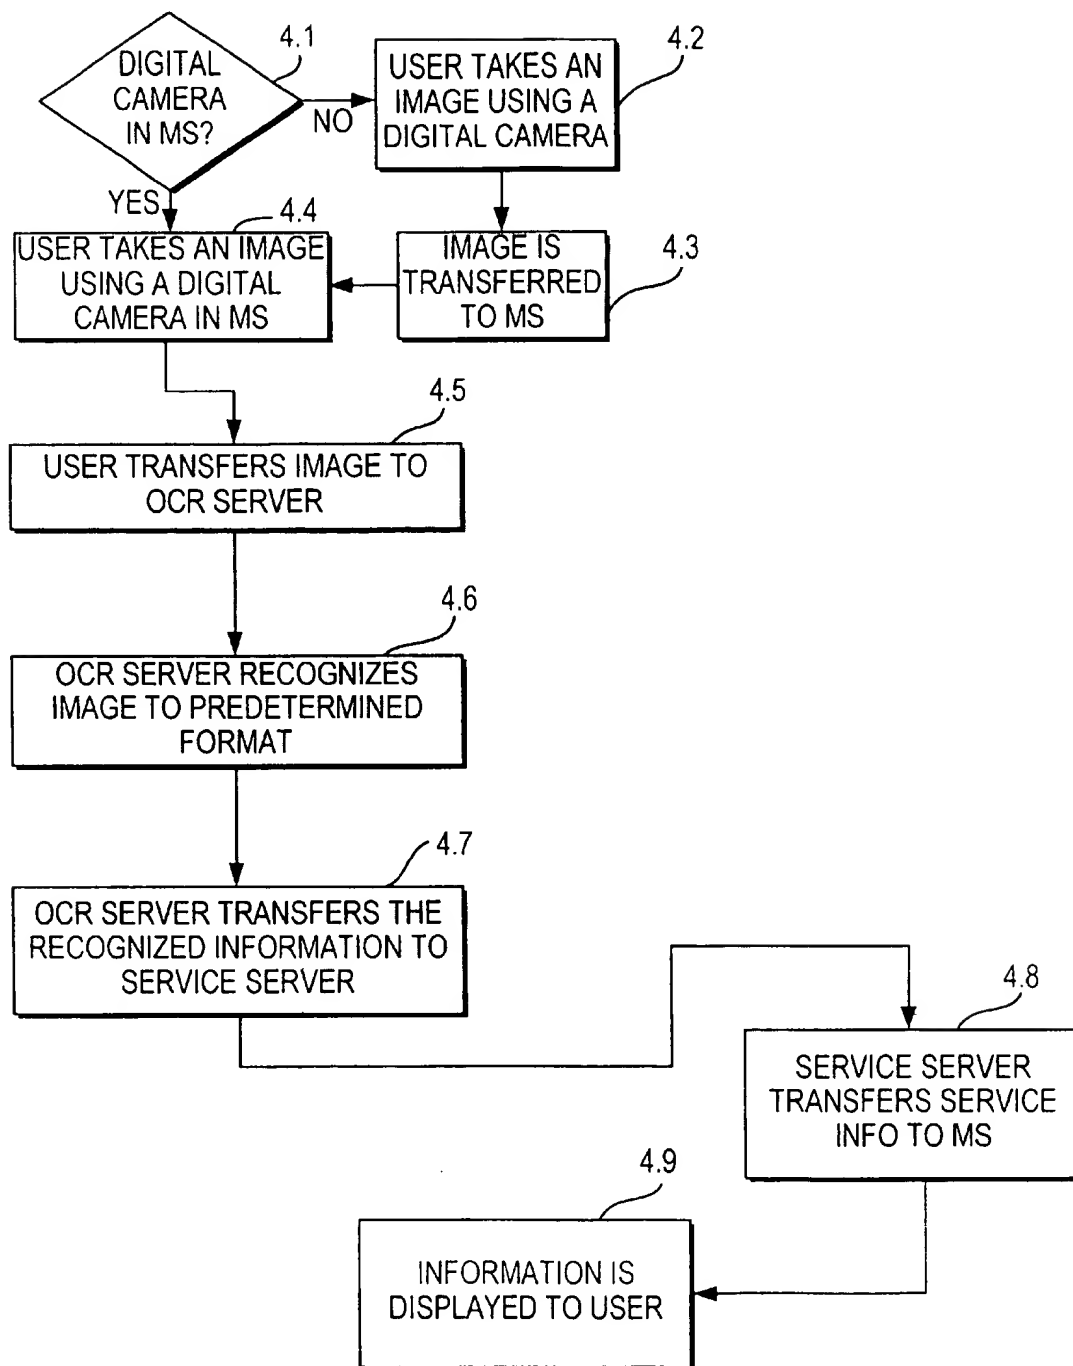 DIGITAL
CAMERA
IN MS?
4.1
NO
YES
USER TAKES AN
IMAGE USING A
DIGITAL CAMERA
4.2
IMAGE IS
TRANSFERRED
TO MS
4.3
4.4
USER TAKES AN IMAGE
USING A DIGITAL
CAMERA IN MS
4.5
USER TRANSFERS IMAGE TO
OCR SERVER
4.6
OCR SERVER RECOGNIZES
IMAGE TO PREDETERMINED
FORMAT
4.7
OCR SERVER TRANSFERS THE
RECOGNIZED INFORMATION TO
SERVICE SERVER
4.8
SERVICE SERVER
TRANSFERS SERVICE
INFO TO MS
4.9
INFORMATION IS
DISPLAYED TO USER